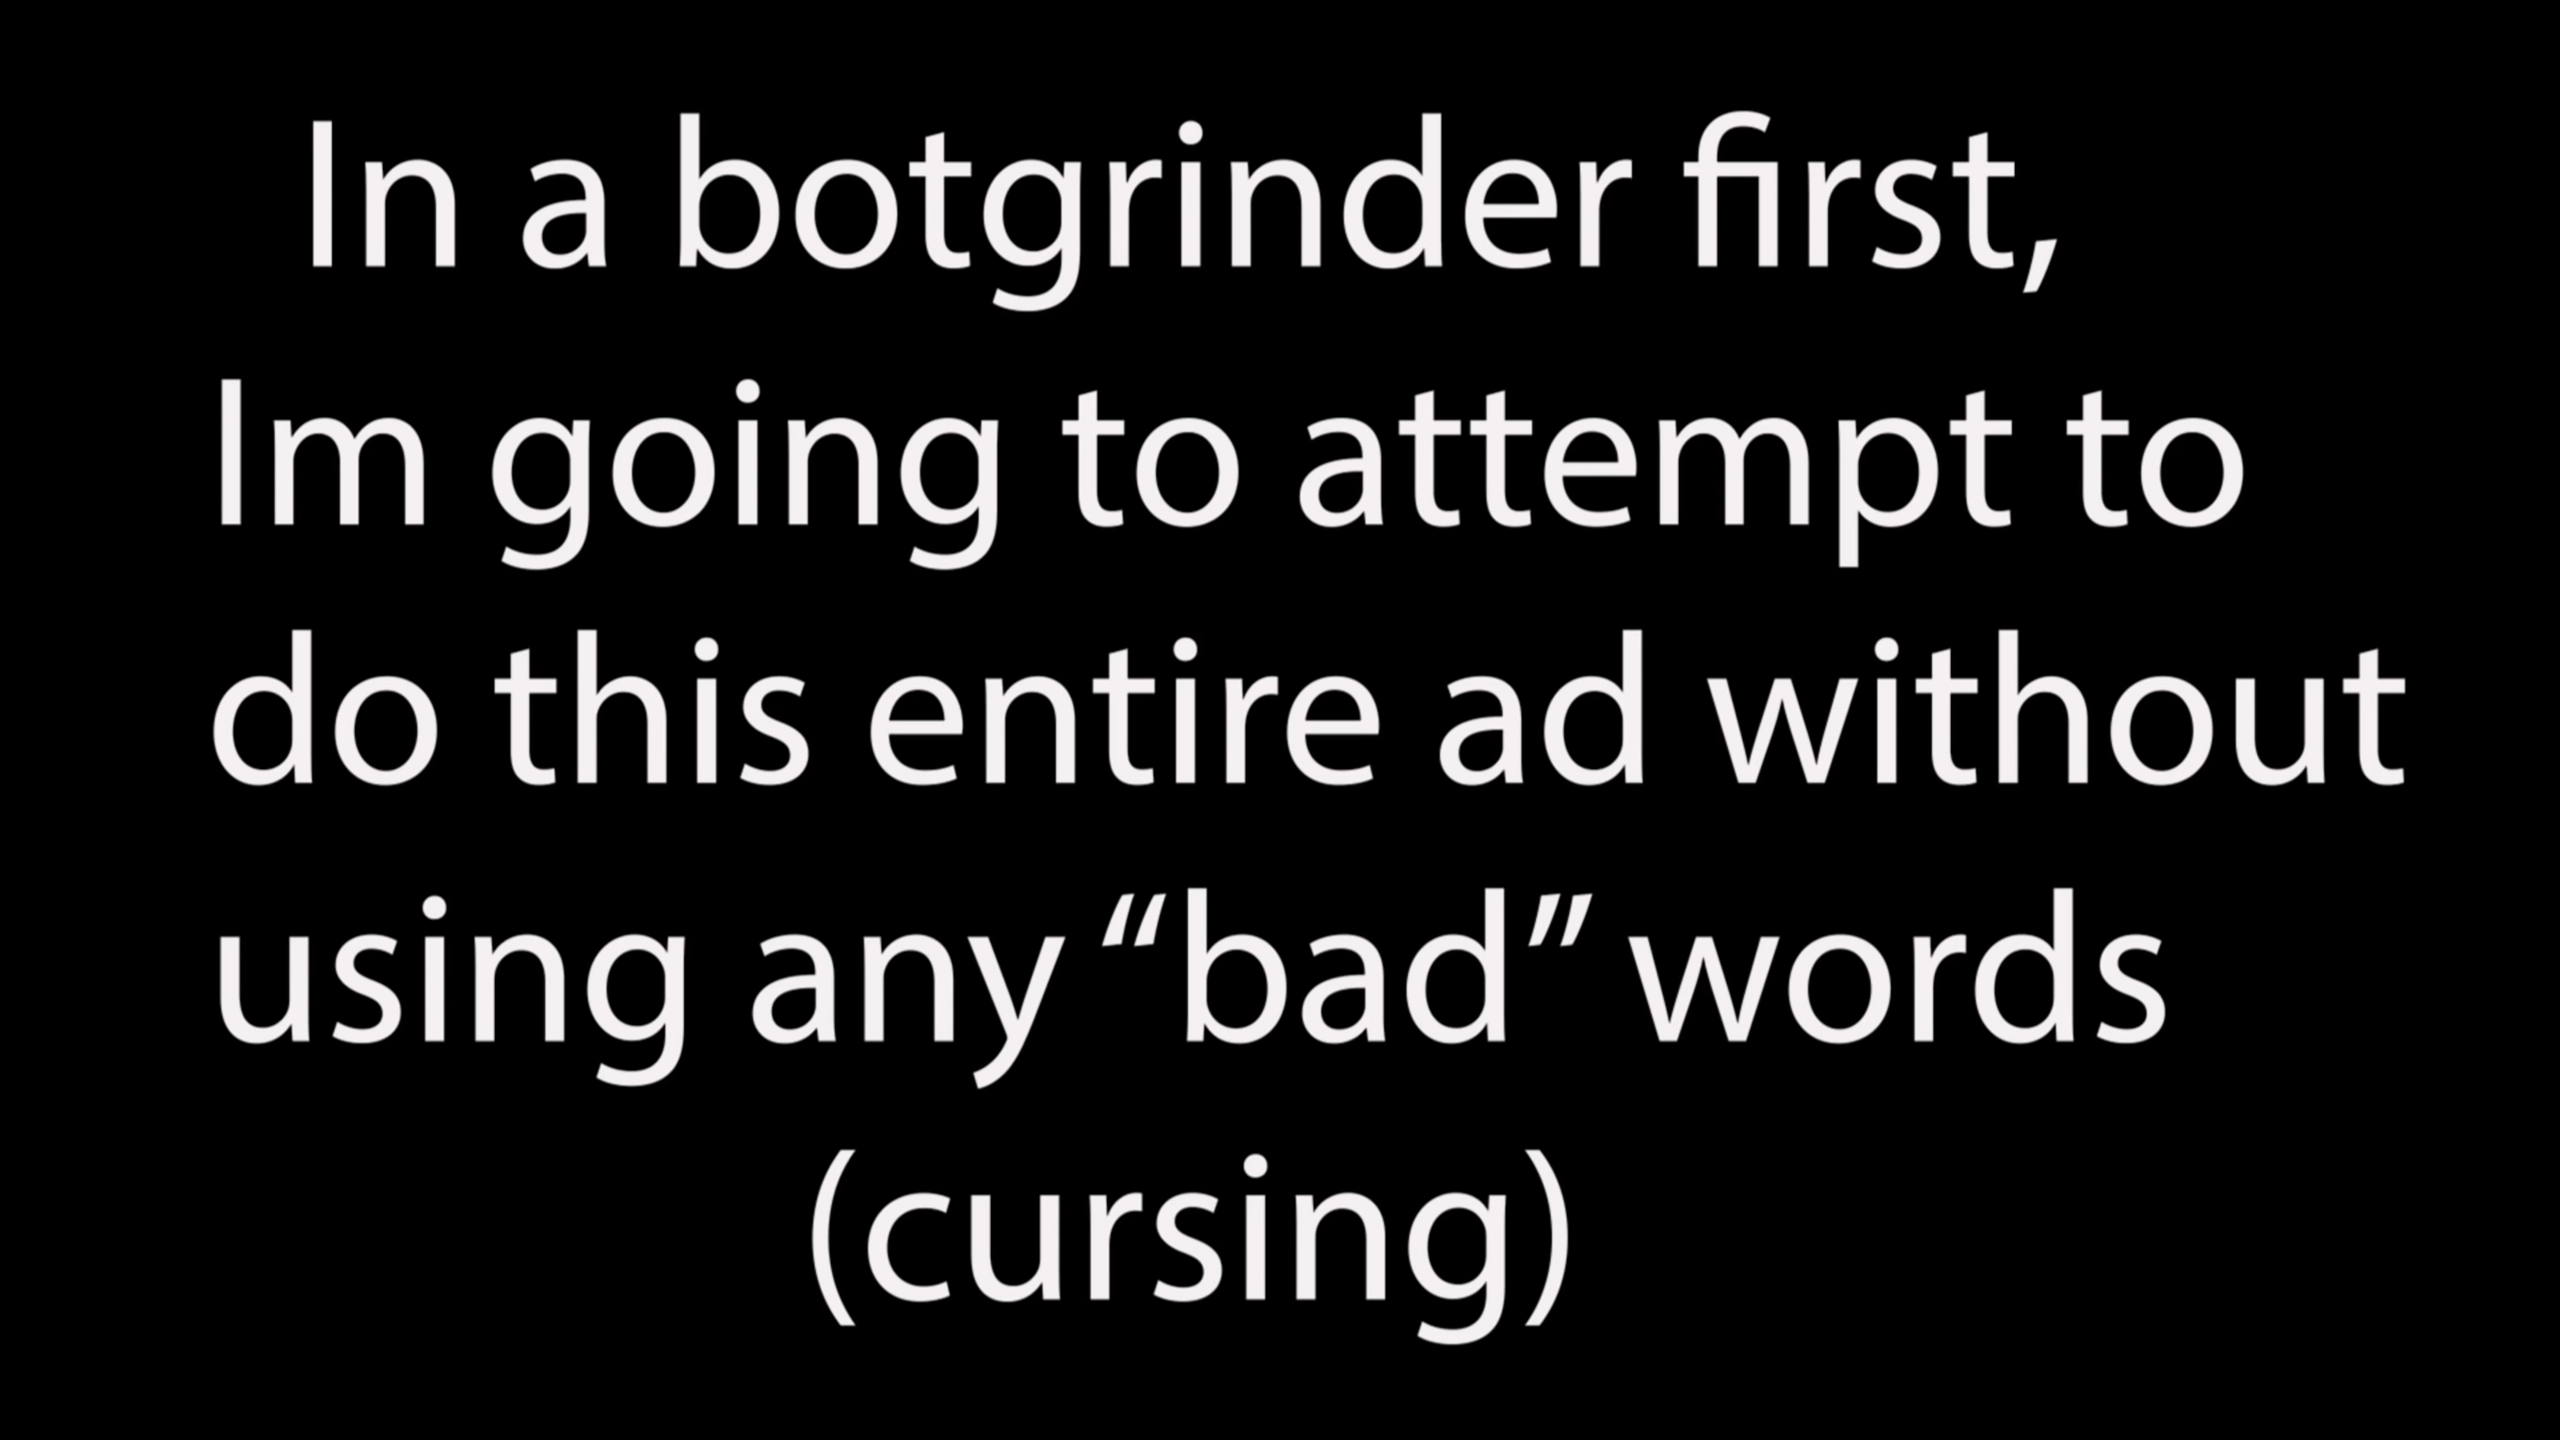 In a botgrinder first,
Im going to attempt to
do this entire ad without
using any “bad” words
(cursing)